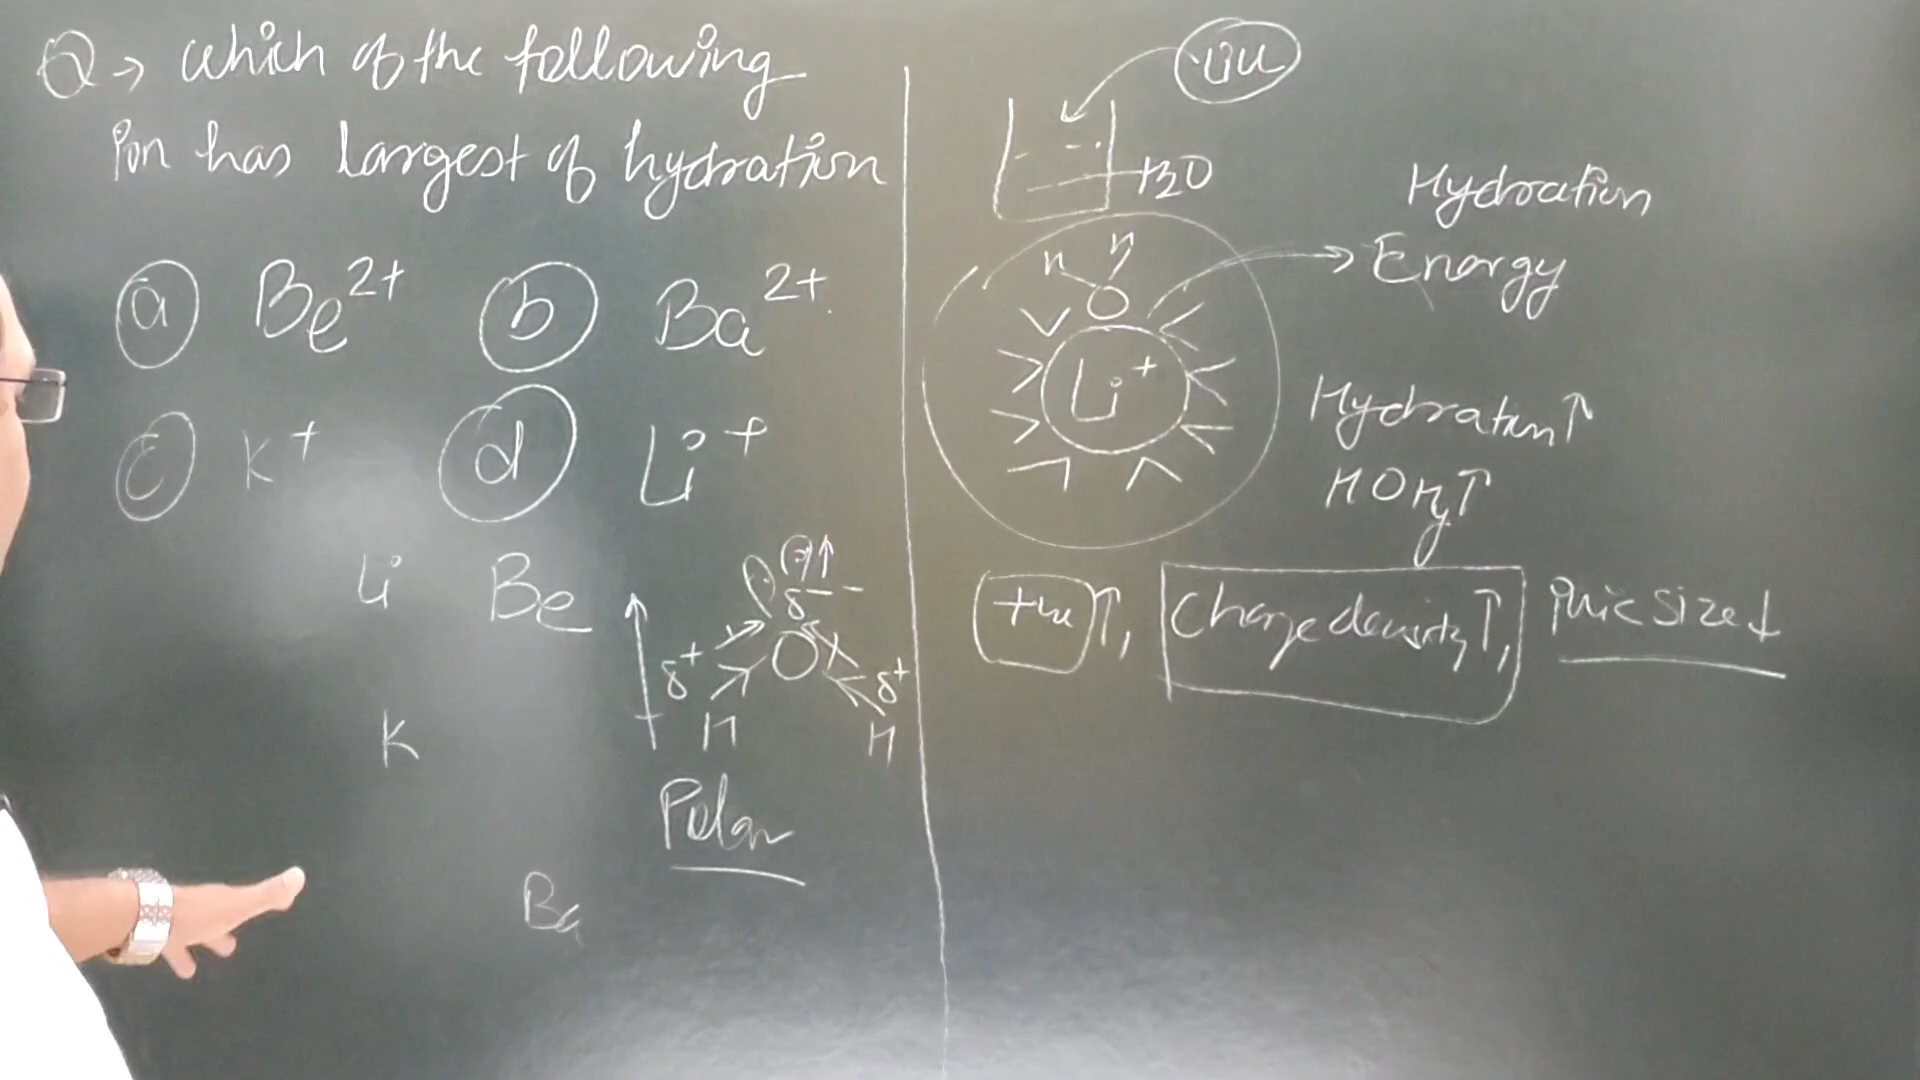 Q → Which of the following
ion has largest of hydration
(a) Be2+ (b) Ba2+
(c) K+ (d) Li+
Li Be
K
Ba
δ-
δ+ O δ+
H H
Polar
H2O
H H
O
Li+
Hydration
Energy
Hydration↑
HOHy↑
+ve↑, Charge density↑, ionic size↓